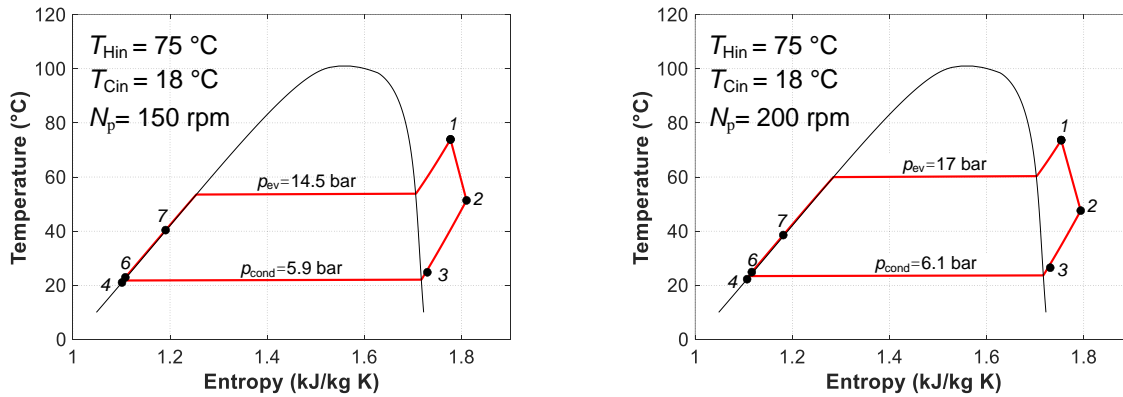 T_Hin = 75 °C
T_Cin = 18 °C
N_p= 150 rpm
120
100
80
60
40
20
0
Temperature (°C)
p_ev=14.5 bar
p_cond=5.9 bar
1
2
3
4
6
7
1
1.2
1.4
1.6
1.8
Entropy (kJ/kg K)
T_Hin = 75 °C
T_Cin = 18 °C
N_p= 200 rpm
120
100
80
60
40
20
0
Temperature (°C)
p_ev=17 bar
p_cond=6.1 bar
1
2
3
4
6
7
1
1.2
1.4
1.6
1.8
Entropy (kJ/kg K)